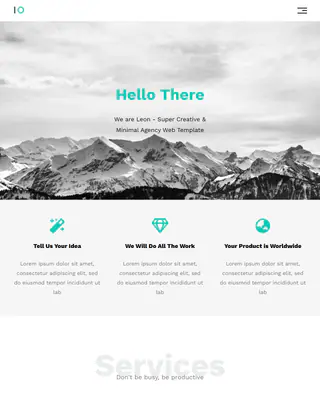 IO
Hello There
We are Leon - Super Creative &
Minimal Agency Web Template
Tell Us Your Idea
We Will Do All The Work
Your Product is Worldwide
Lorem ipsum dolor sit amet,
consectetur adipiscing elit, sed
do eiusmod tempor incididunt ut
lab
Lorem ipsum dolor sit amet,
consectetur adipiscing elit, sed
do eiusmod tempor incididunt ut
lab
Lorem ipsum dolor sit amet,
consectetur adipiscing elit, sed
do eiusmod tempor incididunt ut
lab
Services
Don't be busy, be productive